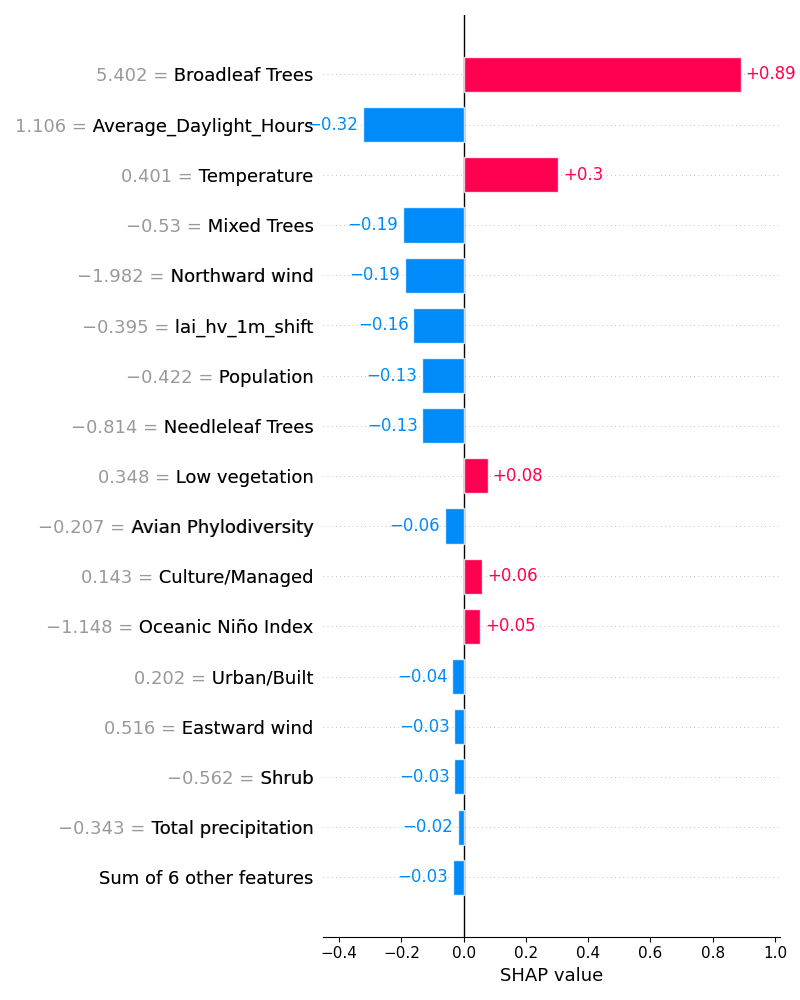 5.402 = Broadleaf Trees +0.89
1.106 = Average_Daylight_Hours −0.32
0.401 = Temperature +0.3
−0.53 = Mixed Trees −0.19
−1.982 = Northward wind −0.19
−0.395 = lai_hv_1m_shift −0.16
−0.422 = Population −0.13
−0.814 = Needleleaf Trees −0.13
0.348 = Low vegetation +0.08
−0.207 = Avian Phylodiversity −0.06
0.143 = Culture/Managed +0.06
−1.148 = Oceanic Niño Index +0.05
0.202 = Urban/Built −0.04
0.516 = Eastward wind −0.03
−0.562 = Shrub −0.03
−0.343 = Total precipitation −0.02
Sum of 6 other features −0.03
−0.4 −0.2 0.0 0.2 0.4 0.6 0.8 1.0
SHAP value